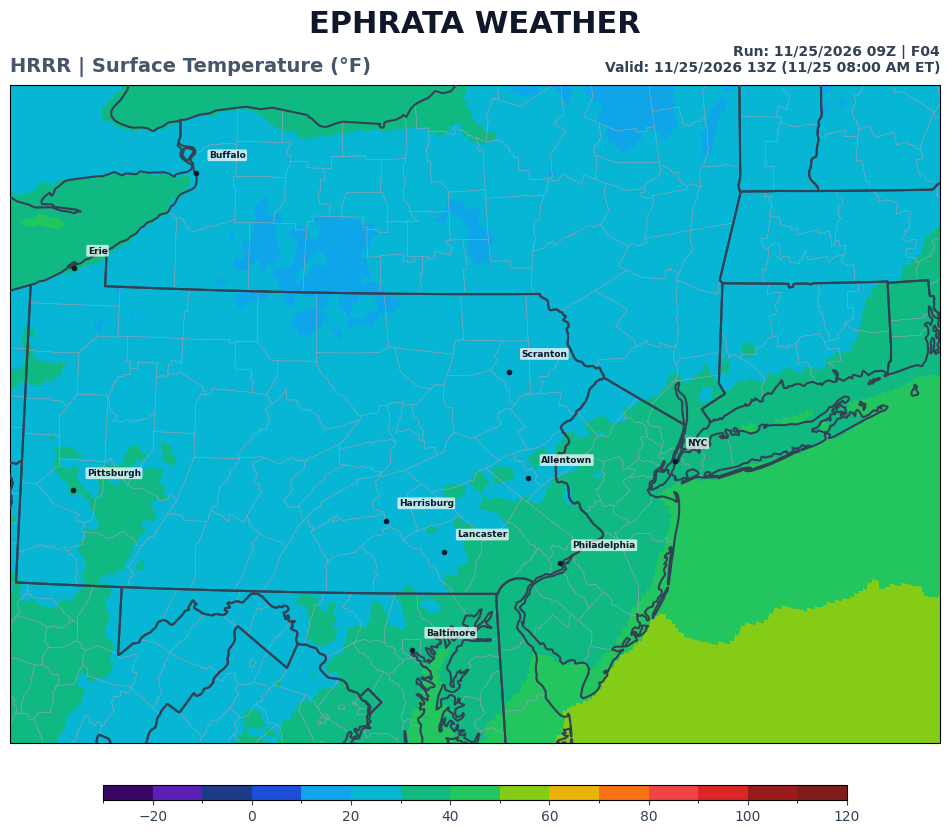 EPHRATA WEATHER
HRRR | Surface Temperature (°F)
Run: 11/25/2026 09Z | F04
Valid: 11/25/2026 13Z (11/25 08:00 AM ET)
Buffalo
Erie
Scranton
NYC
Allentown
Pittsburgh
Harrisburg
Lancaster
Philadelphia
Baltimore
−20 0 20 40 60 80 100 120